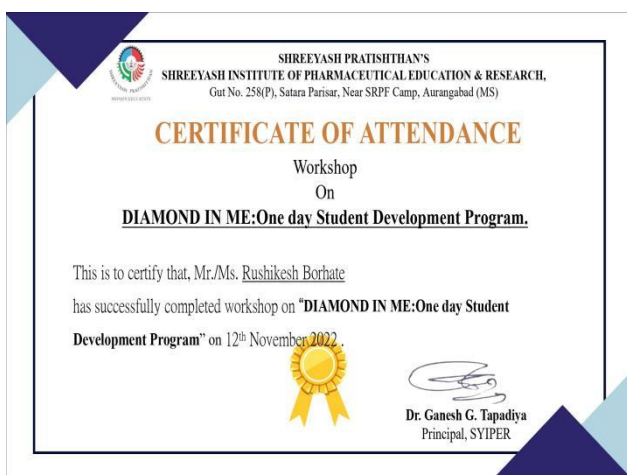 SHREEYASH PRATISHTHAN'S
SHREEYASH INSTITUTE OF PHARMACEUTICAL EDUCATION & RESEARCH,
Gut No. 258(P), Satara Parisar, Near SRPF Camp, Aurangabad (MS)
CERTIFICATE OF ATTENDANCE
Workshop
On
DIAMOND IN ME:One day Student Development Program.
This is to certify that, Mr./Ms. Rushikesh Borhate
has successfully completed workshop on "DIAMOND IN ME:One day Student
Development Program" on 12th November 2022 .
Dr. Ganesh G. Tapadiya
Principal, SYIPER